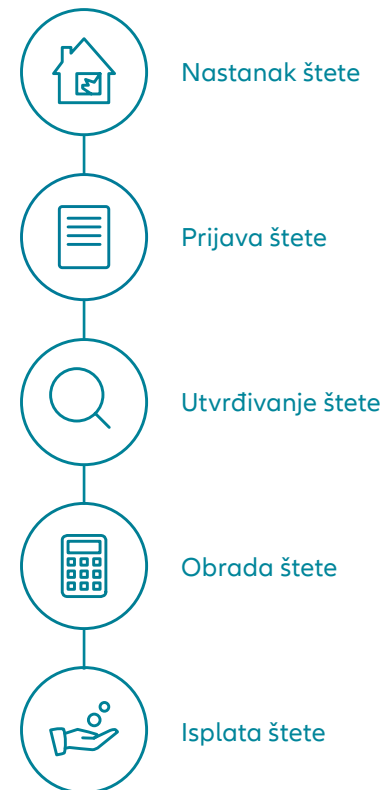 Nastanak štete
Prijava štete
Utvrđivanje štete
Obrada štete
Isplata štete